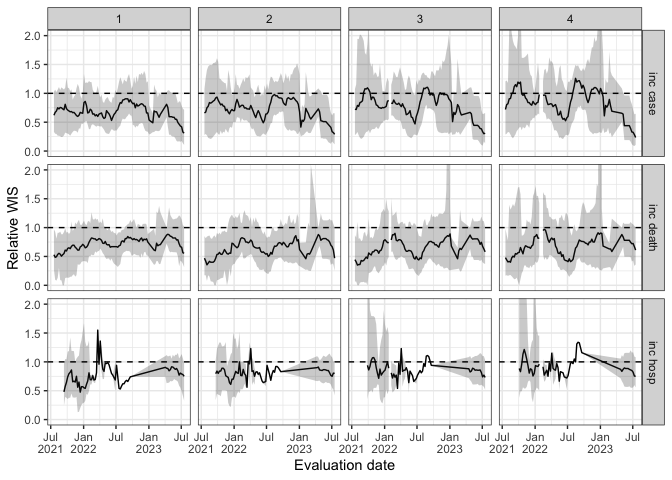 1 2 3 4
2.0
1.5
1.0
0.5
0.0
inc case
2.0
1.5
1.0
0.5
0.0
inc death
2.0
1.5
1.0
0.5
0.0
inc hosp
Relative WIS
Jul Jan Jul Jan Jul Jul Jan Jul Jan Jul Jul Jan Jul Jan Jul Jul Jan Jul Jan Jul
2021 2022 2023 2021 2022 2023 2021 2022 2023 2021 2022 2023
Evaluation date